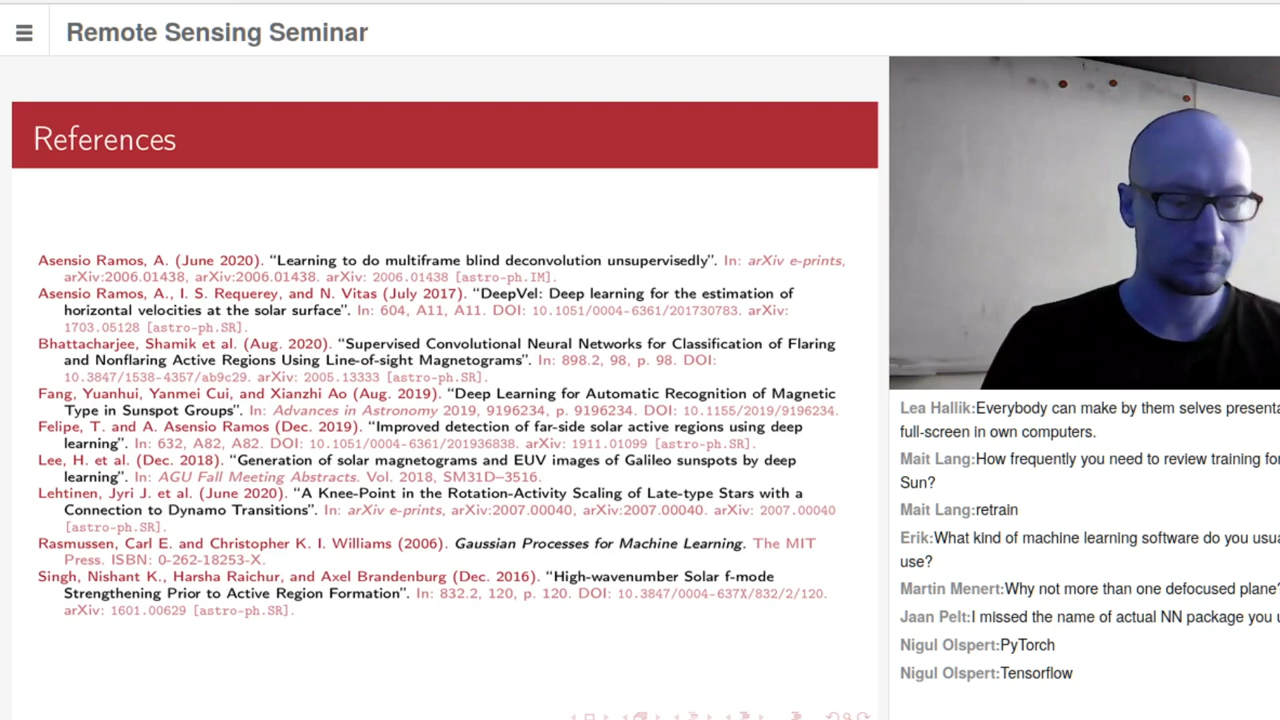 Remote Sensing Seminar
References
Asensio Ramos, A. (June 2020). “Learning to do multiframe blind deconvolution unsupervisedly”. In: arXiv e-prints,
arXiv:2006.01438, arXiv:2006.01438. arXiv: 2006.01438 [astro-ph.IM].
Asensio Ramos, A., I. S. Requerey, and N. Vitas (July 2017). “DeepVel: Deep learning for the estimation of
horizontal velocities at the solar surface”. In: 604, A11, A11. DOI: 10.1051/0004-6361/201730783. arXiv:
1703.05128 [astro-ph.SR].
Bhattacharjee, Shamik et al. (Aug. 2020). “Supervised Convolutional Neural Networks for Classification of Flaring
and Nonflaring Active Regions Using Line-of-sight Magnetograms”. In: 898.2, 98, p. 98. DOI:
10.3847/1538-4357/ab9c29. arXiv: 2005.13333 [astro-ph.SR].
Fang, Yuanhui, Yanmei Cui, and Xianzhi Ao (Aug. 2019). “Deep Learning for Automatic Recognition of Magnetic
Type in Sunspot Groups”. In: Advances in Astronomy 2019, 9196234, p. 9196234. DOI: 10.1155/2019/9196234.
Felipe, T. and A. Asensio Ramos (Dec. 2019). “Improved detection of far-side solar active regions using deep
learning”. In: 632, A82, A82. DOI: 10.1051/0004-6361/201936838. arXiv: 1911.01099 [astro-ph.SR].
Lee, H. et al. (Dec. 2018). “Generation of solar magnetograms and EUV images of Galileo sunspots by deep
learning”. In: AGU Fall Meeting Abstracts. Vol. 2018, SM31D–3516.
Lehtinen, Jyri J. et al. (June 2020). “A Knee-Point in the Rotation-Activity Scaling of Late-type Stars with a
Connection to Dynamo Transitions”. In: arXiv e-prints, arXiv:2007.00040, arXiv:2007.00040. arXiv: 2007.00040
[astro-ph.SR].
Rasmussen, Carl E. and Christopher K. I. Williams (2006). Gaussian Processes for Machine Learning. The MIT
Press. ISBN: 0-262-18253-X.
Singh, Nishant K., Harsha Raichur, and Axel Brandenburg (Dec. 2016). “High-wavenumber Solar f-mode
Strengthening Prior to Active Region Formation”. In: 832.2, 120, p. 120. DOI: 10.3847/0004-637X/832/2/120.
arXiv: 1601.00629 [astro-ph.SR].
Lea Hallik:Everybody can make by them selves
full-screen in own computers.
Mait Lang:How frequently you need to review training
Sun?
Mait Lang:retrain
Erik:What kind of machine learning software do you
use?
Martin Menert:Why not more than one defocused plane?
Jaan Pelt:I missed the name of actual NN package you
Nigul Olspert:PyTorch
Nigul Olspert:Tensorflow